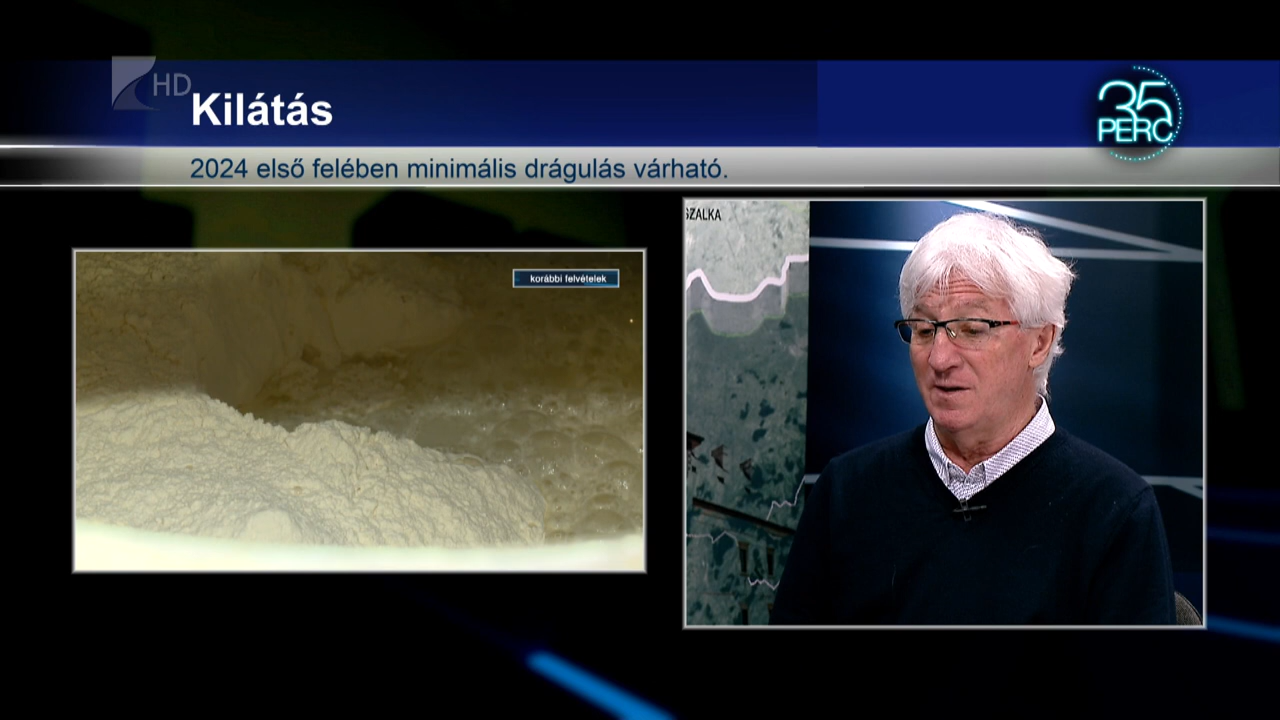 HD
Kilátás
35
PERC
2024 első felében minimális drágulás várható.
korábbi felvételek
SZALKA